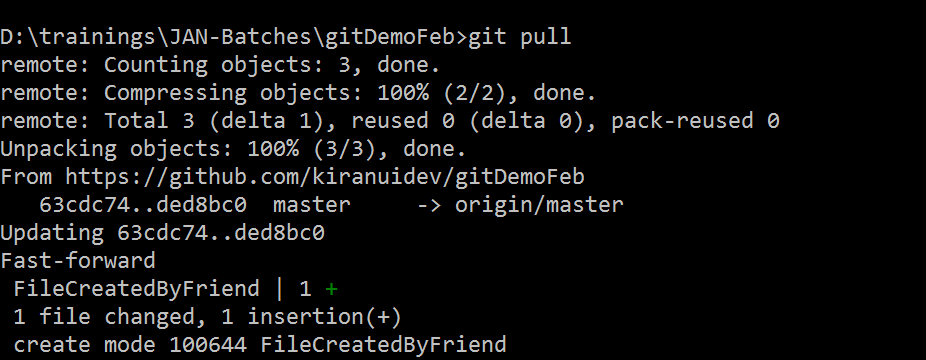 D:\trainings\JAN-Batches\gitDemoFeb>git pull
remote: Counting objects: 3, done.
remote: Compressing objects: 100% (2/2), done.
remote: Total 3 (delta 1), reused 0 (delta 0), pack-reused 0
Unpacking objects: 100% (3/3), done.
From https://github.com/kiranuidev/gitDemoFeb
   63cdc74..ded8bc0  master     -> origin/master
Updating 63cdc74..ded8bc0
Fast-forward
 FileCreatedByFriend | 1 +
 1 file changed, 1 insertion(+)
 create mode 100644 FileCreatedByFriend